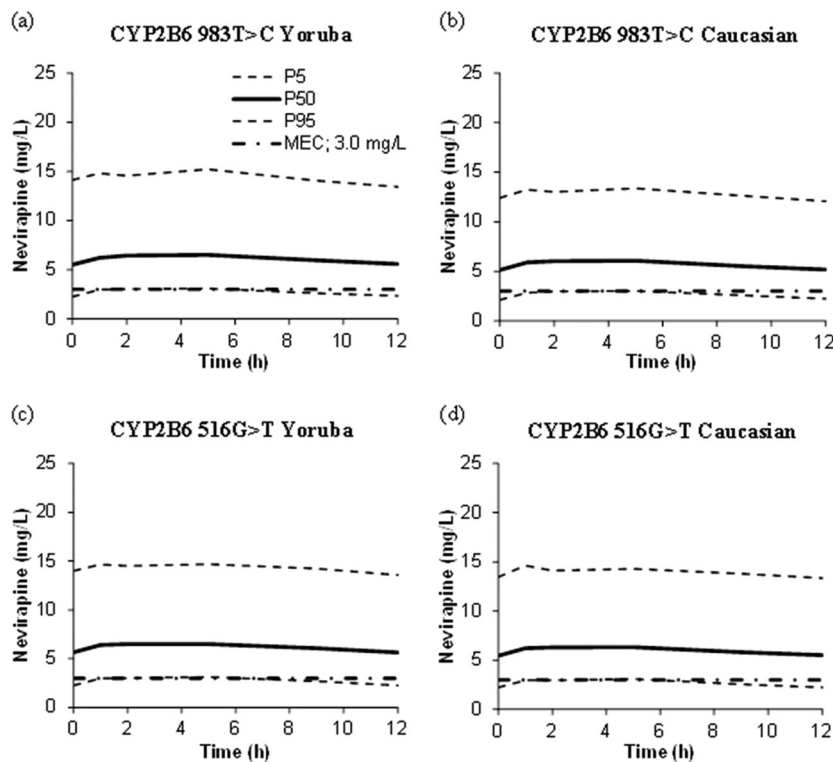 (a)
CYP2B6 983T>C Yoruba
P5
P50
P95
MEC; 3.0 mg/L
Nevirapine (mg/L)
25
20
15
10
5
0
0 2 4 6 8 10 12
Time (h)
(b)
CYP2B6 983T>C Caucasian
Nevirapine (mg/L)
25
20
15
10
5
0
0 2 4 6 8 10 12
Time (h)
(c)
CYP2B6 516G>T Yoruba
Nevirapine (mg/L)
25
20
15
10
5
0
0 2 4 6 8 10 12
Time (h)
(d)
CYP2B6 516G>T Caucasian
Nevirapine (mg/L)
25
20
15
10
5
0
0 2 4 6 8 10 12
Time (h)